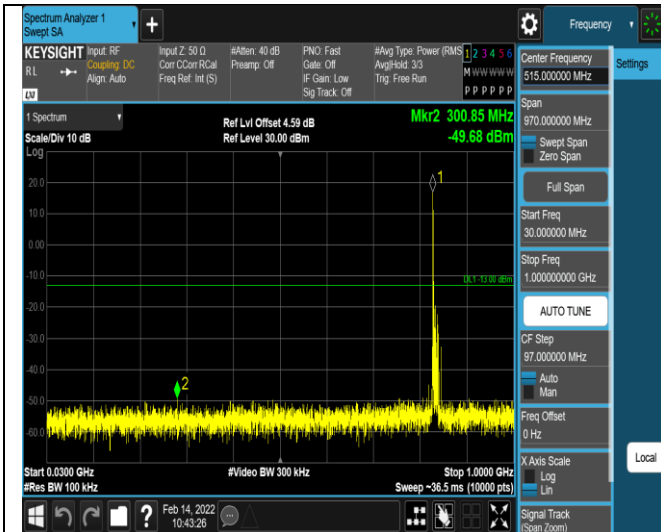 Spectrum Analyzer 1
Swept SA
Frequency
KEYSIGHT
R L
LXI
Input: RF
Coupling: DC
Align: Auto
Input Z: 50 Ω
Corr CCorr RCal
Freq Ref: Int (S)
#Atten: 40 dB
Preamp: Off
PNO: Fast
Gate: Off
IF Gain: Low
Sig Track: Off
#Avg Type: Power (RMS
Avg|Hold: 3/3
Trig: Free Run
1 2 3 4 5 6
M W W W W W
P P P P P P
Center Frequency
515.000000 MHz
Settings
Span
970.000000 MHz
Swept Span
Zero Span
Full Span
Start Freq
30.000000 MHz
Stop Freq
1.000000000 GHz
AUTO TUNE
CF Step
97.000000 MHz
Auto
Man
Freq Offset
0 Hz
X Axis Scale
Log
Lin
Local
Signal Track
(Span Zoom)
1 Spectrum
Scale/Div 10 dB
Log
Ref Lvl Offset 4.59 dB
Ref Level 30.00 dBm
Mkr2 300.85 MHz
-49.68 dBm
1
20.0
10.0
0.00
-10.0
DL1 -13.00 dBm
-20.0
-30.0
-40.0
2
-50.0
-60.0
Start 0.0300 GHz
#Res BW 100 kHz
#Video BW 300 kHz
Stop 1.0000 GHz
Sweep ~36.5 ms (10000 pts)
?
Feb 14, 2022
10:43:26